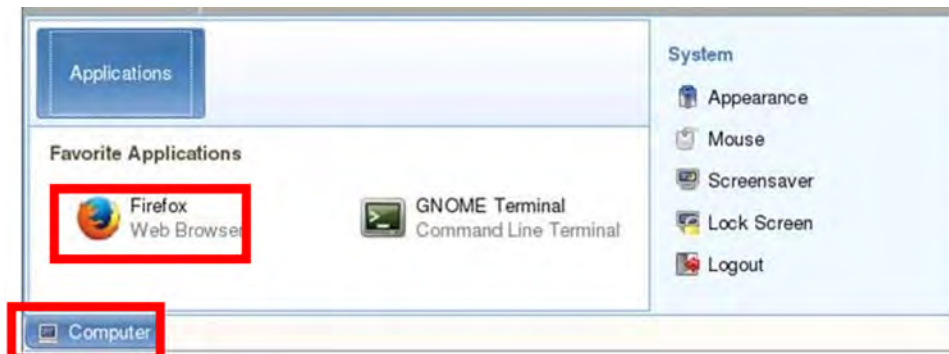 Applications
Favorite Applications
Firefox
Web Browser
GNOME Terminal
Command Line Terminal
System
Appearance
Mouse
Screensaver
Lock Screen
Logout
Computer